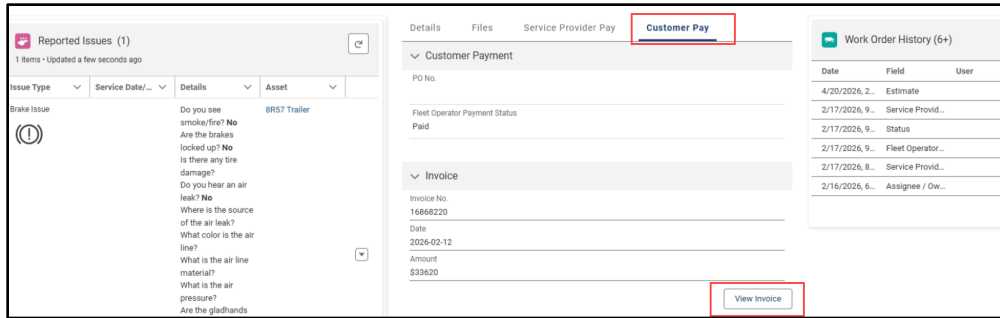 Reported Issues (1)
1 items • Updated a few seconds ago
Issue Type
Service Date/...
Details
Asset
Brake Issue
Do you see
smoke/fire? No
Are the brakes
locked up? No
Is there any tire
damage?
Do you hear an air
leak? No
Where is the source
of the air leak?
What color is the air
line?
What is the air line
material?
What is the air
pressure?
Are the gladhands
8R57 Trailer
Details Files Service Provider Pay Customer Pay
Customer Payment
PO No.
Fleet Operator Payment Status
Paid
Invoice
Invoice No.
16868220
Date
2026-02-12
Amount
$33620
View Invoice
Work Order History (6+)
Date Field User
4/20/2026, 2... Estimate
2/17/2026, 9... Service Provid...
2/17/2026, 9... Status
2/17/2026, 9... Fleet Operator...
2/17/2026, 8... Service Provid...
2/16/2026, 6... Assignee / Ow...